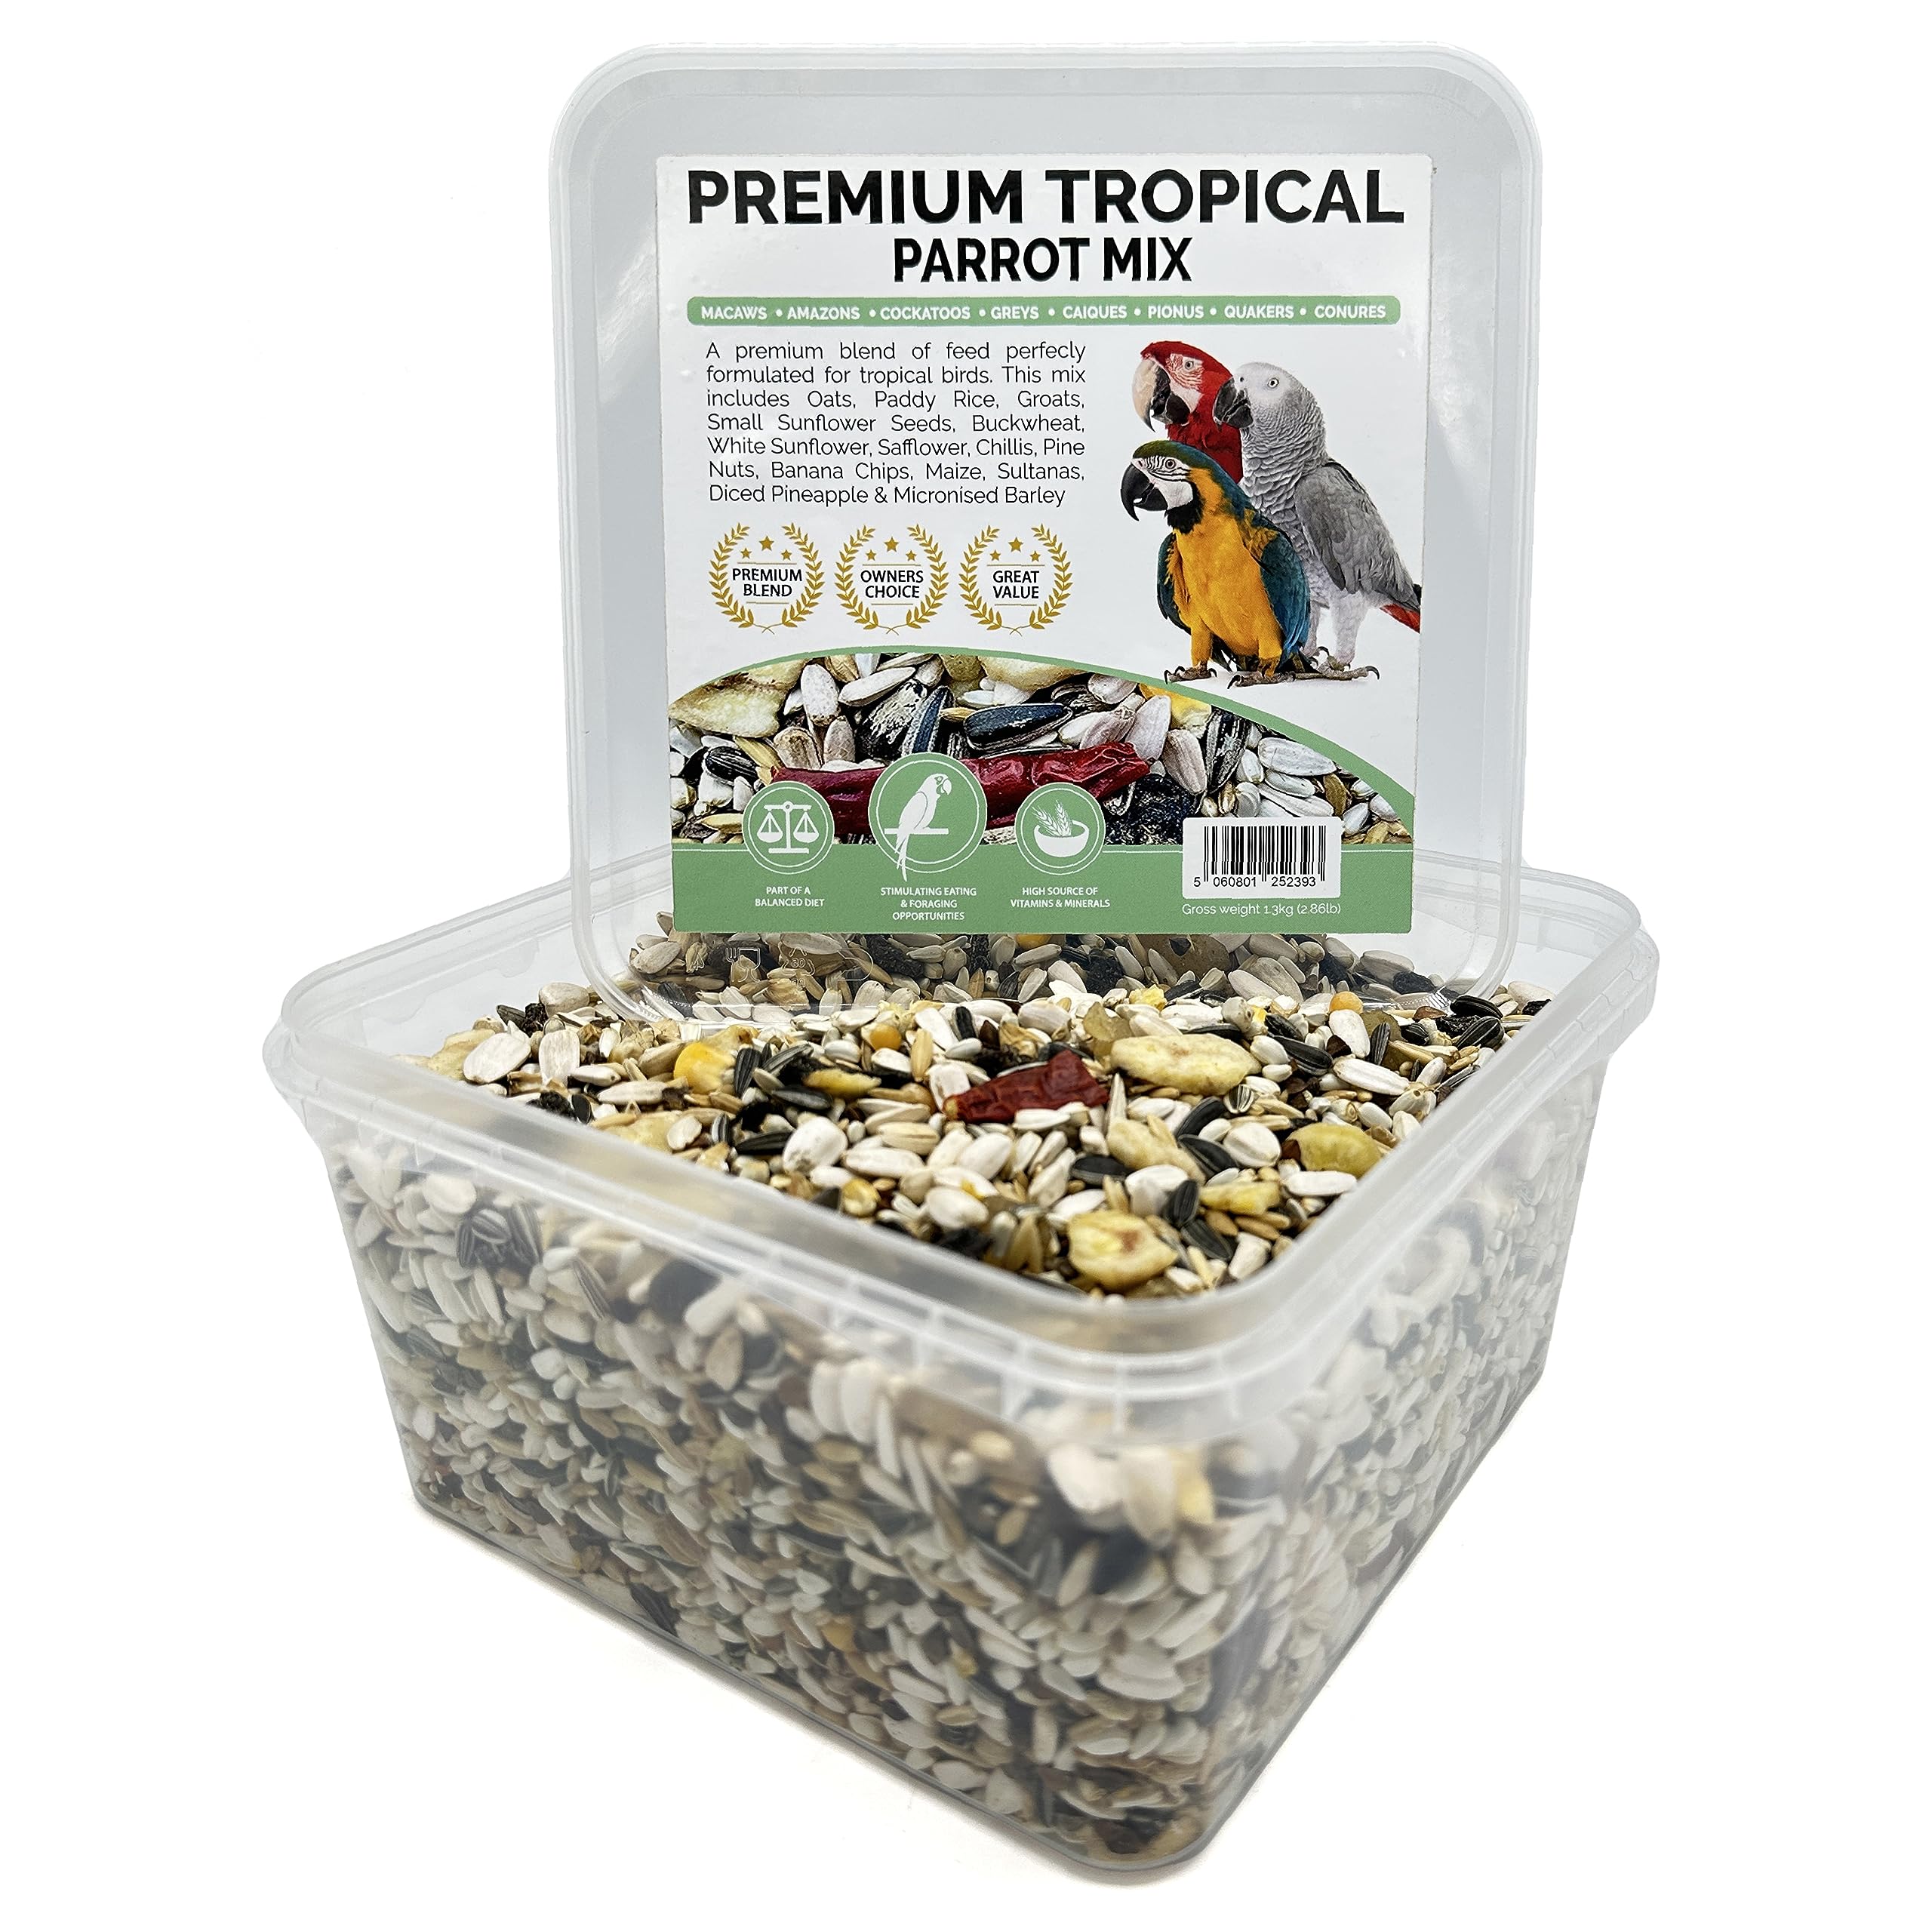 PREMIUM TROPICAL
PARROT MIX
MACAWS • AMAZONS • COCKATOOS • GREYS • CAIQUES • PIONUS • QUAKERS • CONURES
A premium blend of feed perfecly
formulated for tropical birds. This mix
includes Oats, Paddy Rice, Groats,
Small Sunflower Seeds, Buckwheat,
White Sunflower, Safflower, Chillis, Pine
Nuts, Banana Chips, Maize, Sultanas,
Diced Pineapple & Micronised Barley
PREMIUM
BLEND
OWNERS
CHOICE
GREAT
VALUE
PART OF A
BALANCED DIET
STIMULATING EATING
& FORAGING
OPPORTUNITIES
HIGH SOURCE OF
VITAMINS & MINERALS
5 060801 252393
Gross weight 1.3kg (2.86lb)